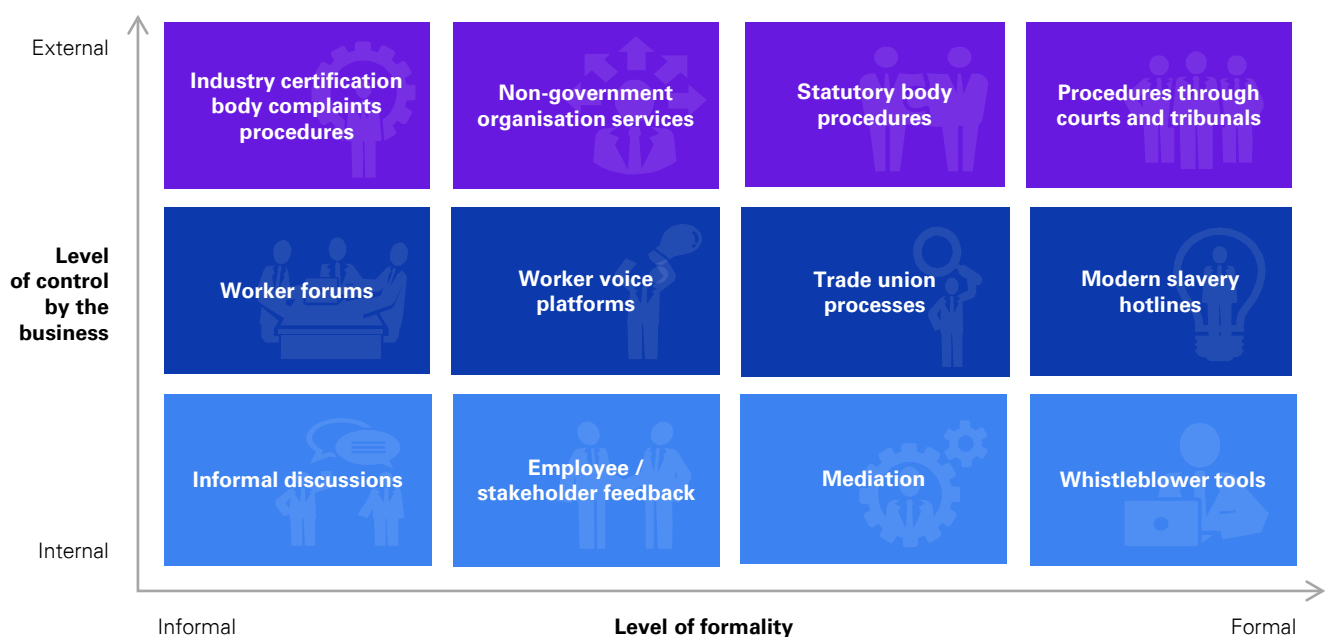 External
Industry certification
body complaints
procedures
Non-government
organisation services
Statutory body
procedures
Procedures through
courts and tribunals
Level
of control
by the
business
Worker forums
Worker voice
platforms
Trade union
processes
Modern slavery
hotlines
Informal discussions
Employee /
stakeholder feedback
Mediation
Whistleblower tools
Internal
Informal
Level of formality
Formal